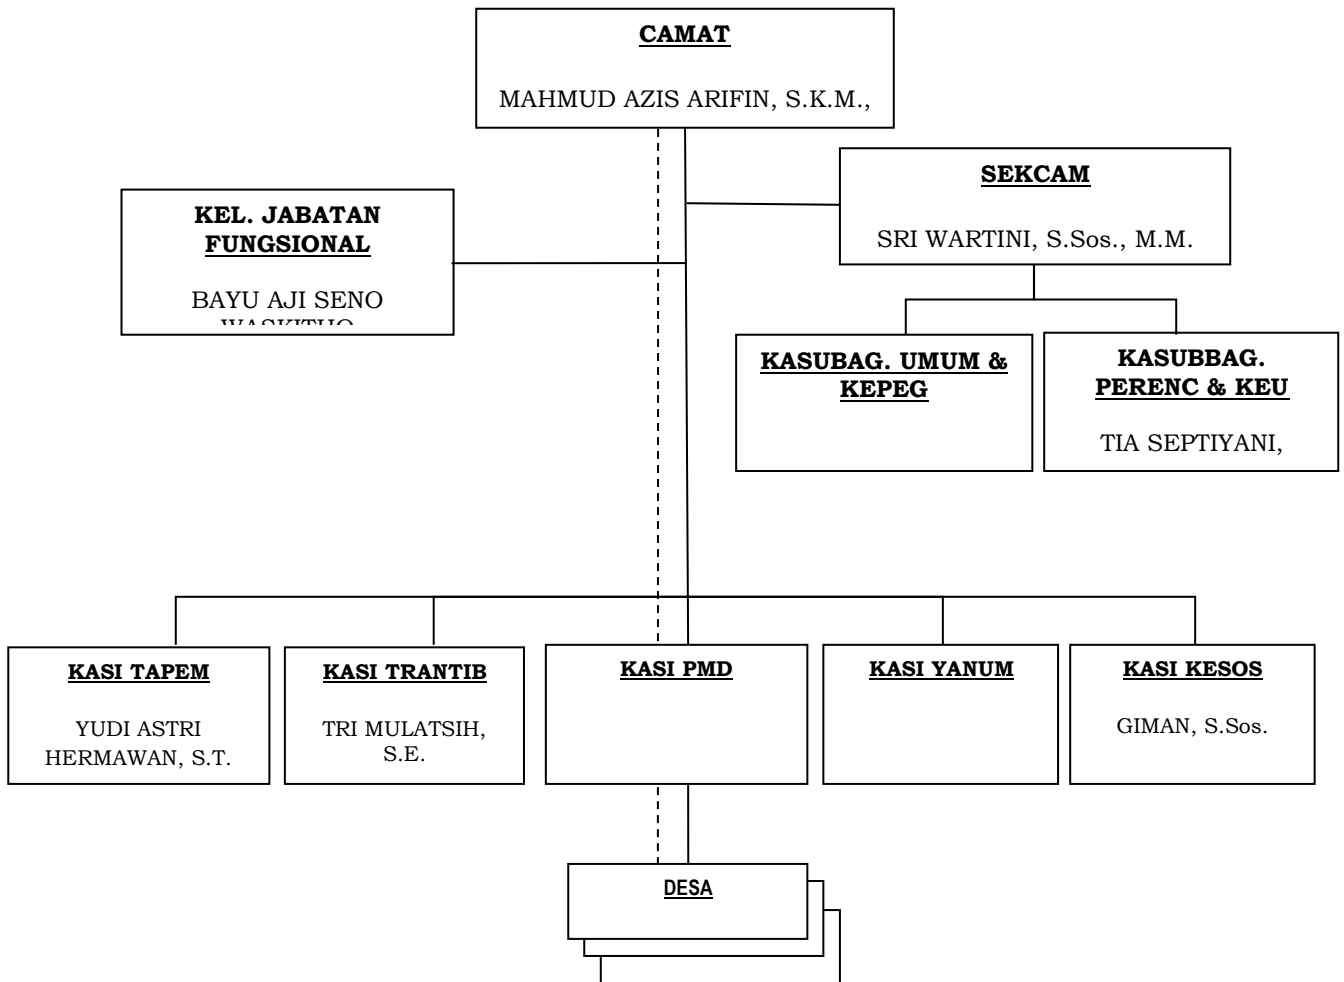 CAMAT
MAHMUD AZIS ARIFIN, S.K.M.,
SEKCAM
SRI WARTINI, S.Sos., M.M.
KEL. JABATAN
FUNGSIONAL
BAYU AJI SENO
WASKITHO
KASUBAG. UMUM &
KEPEG
KASUBBAG.
PERENC & KEU
TIA SEPTIYANI,
KASI TAPEM
YUDI ASTRI
HERMAWAN, S.T.
KASI TRANTIB
TRI MULATSIH,
S.E.
KASI PMD
KASI YANUM
KASI KESOS
GIMAN, S.Sos.
DESA